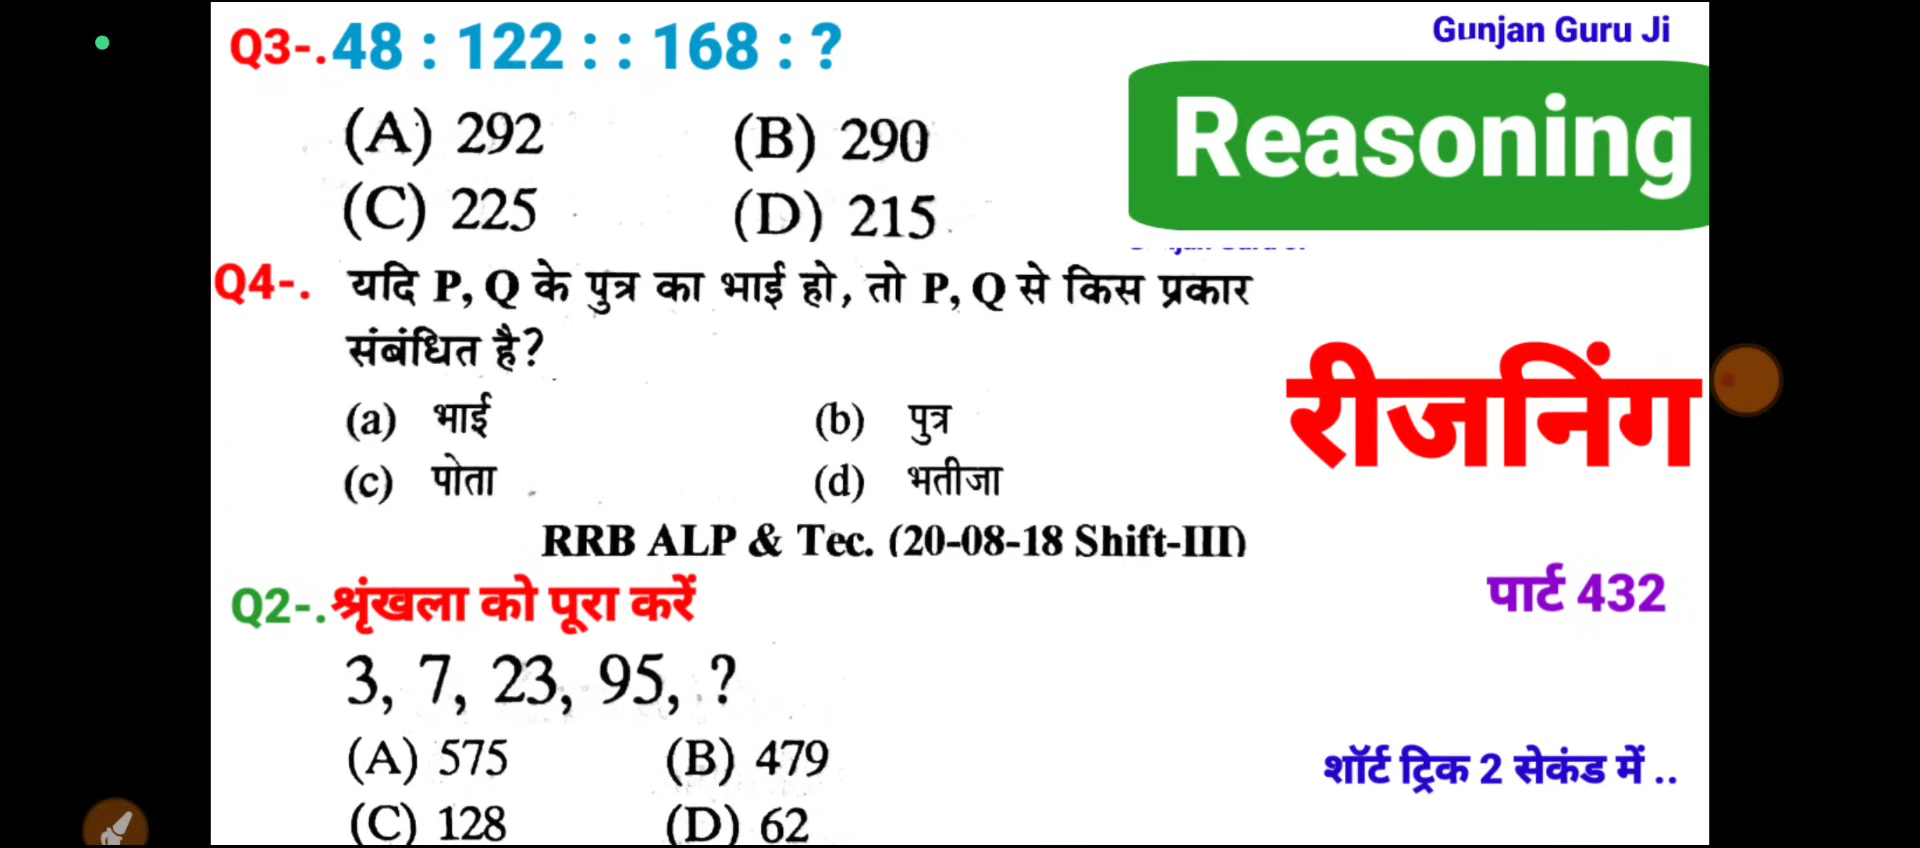 Gunjan Guru Ji
Reasoning
Q3-.48 : 122 : : 168 : ?
(A) 292 (B) 290
(C) 225 (D) 215
Q4-. यदि P, Q के पुत्र का भाई हो, तो P, Q से किस प्रकार
संबंधित है?
(a) भाई (b) पुत्र
(c) पोता (d) भतीजा
RRB ALP & Tec. (20-08-18 Shift-III)
रीजनिंग
पार्ट 432
Q2-.श्रृंखला को पूरा करें
3, 7, 23, 95, ?
(A) 575 (B) 479
(C) 128 (D) 62
शॉर्ट ट्रिक 2 सेकंड में ..